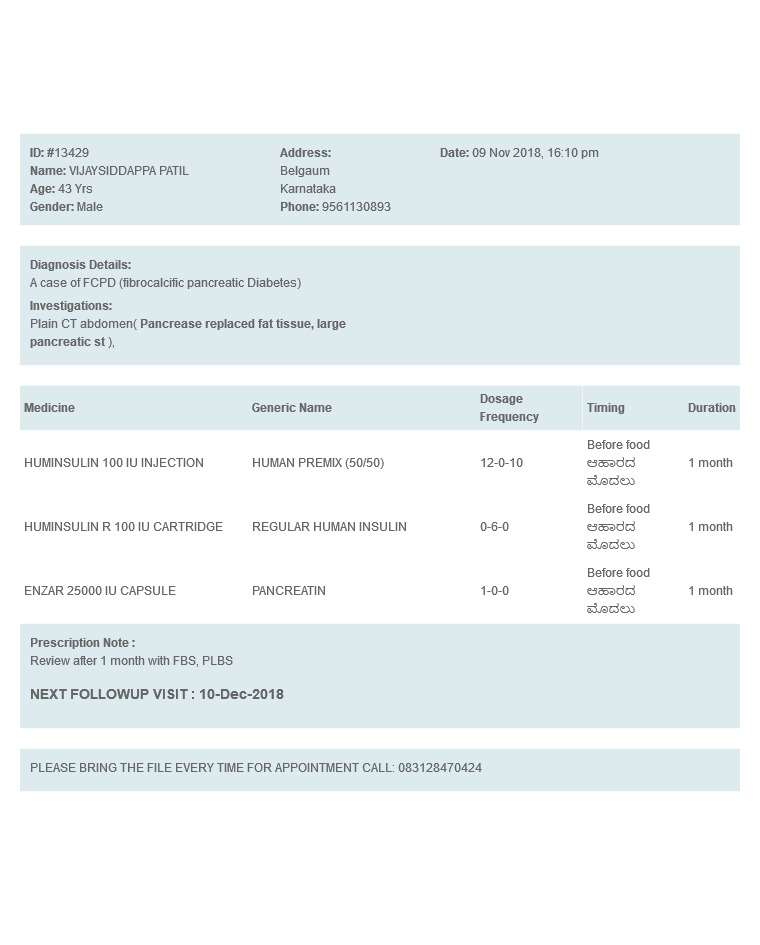 ID: #13429
Name: VIJAYSIDDAPPA PATIL
Age: 43 Yrs
Gender: Male
Address:
Belgaum
Karnataka
Phone: 9561130893
Date: 09 Nov 2018, 16:10 pm
Diagnosis Details:
A case of FCPD (fibrocalcific pancreatic Diabetes)
Investigations:
Plain CT abdomen( Pancrease replaced fat tissue, large
pancreatic st ),
Medicine Generic Name Dosage Frequency Timing Duration
HUMINSULIN 100 IU INJECTION HUMAN PREMIX (50/50) 12-0-10 Before food ಆಹಾರದ ಮೊದಲು 1 month
HUMINSULIN R 100 IU CARTRIDGE REGULAR HUMAN INSULIN 0-6-0 Before food ಆಹಾರದ ಮೊದಲು 1 month
ENZAR 25000 IU CAPSULE PANCREATIN 1-0-0 Before food ಆಹಾರದ ಮೊದಲು 1 month
Prescription Note :
Review after 1 month with FBS, PLBS
NEXT FOLLOWUP VISIT : 10-Dec-2018
PLEASE BRING THE FILE EVERY TIME FOR APPOINTMENT CALL: 083128470424